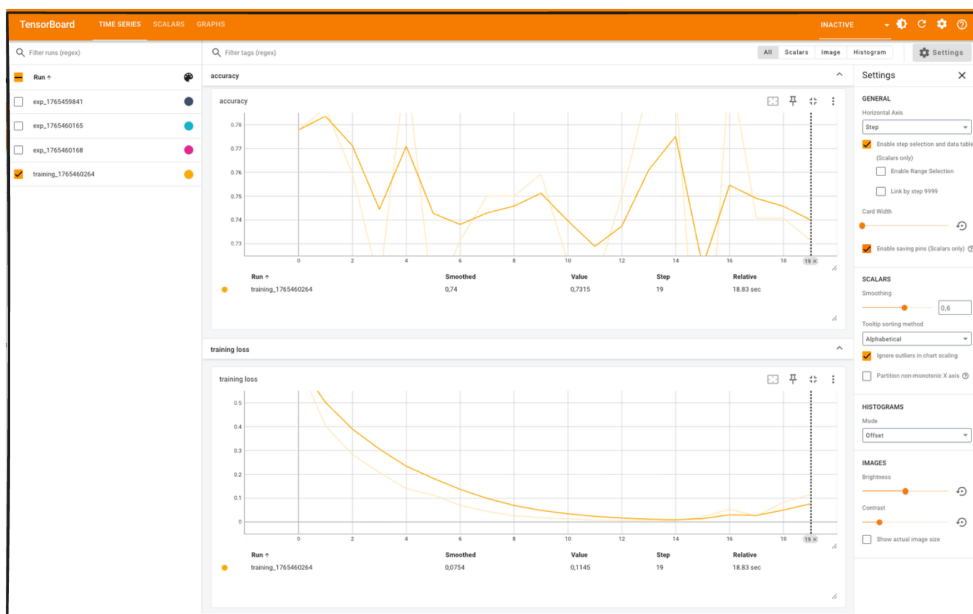 TensorBoard TIME SERIES SCALARS GRAPHS INACTIVE
Filter runs (regex)
Run ↑
exp_1765459841
exp_1765460165
exp_1765460168
training_1765460264
Filter tags (regex)
All Scalars Image Histogram Settings
accuracy
accuracy
0.78
0.77
0.76
0.75
0.74
0.73
0 2 4 6 8 10 12 14 16 18 19 ×
Run ↑ Smoothed Value Step Relative
training_1765460264 0,74 0,7315 19 18.83 sec
training loss
training loss
0.5
0.4
0.3
0.2
0.1
0
0 2 4 6 8 10 12 14 16 18 19 ×
Run ↑ Smoothed Value Step Relative
training_1765460264 0,0754 0,1145 19 18.83 sec
Settings
GENERAL
Horizontal Axis
Step
Enable step selection and data table
(Scalars only)
Enable Range Selection
Link by step 9999
Card Width
Enable saving pins (Scalars only)
SCALARS
Smoothing
0,6
Tooltip sorting method
Alphabetical
Ignore outliers in chart scaling
Partition non-monotonic X axis
HISTOGRAMS
Mode
Offset
IMAGES
Brightness
Contrast
Show actual image size